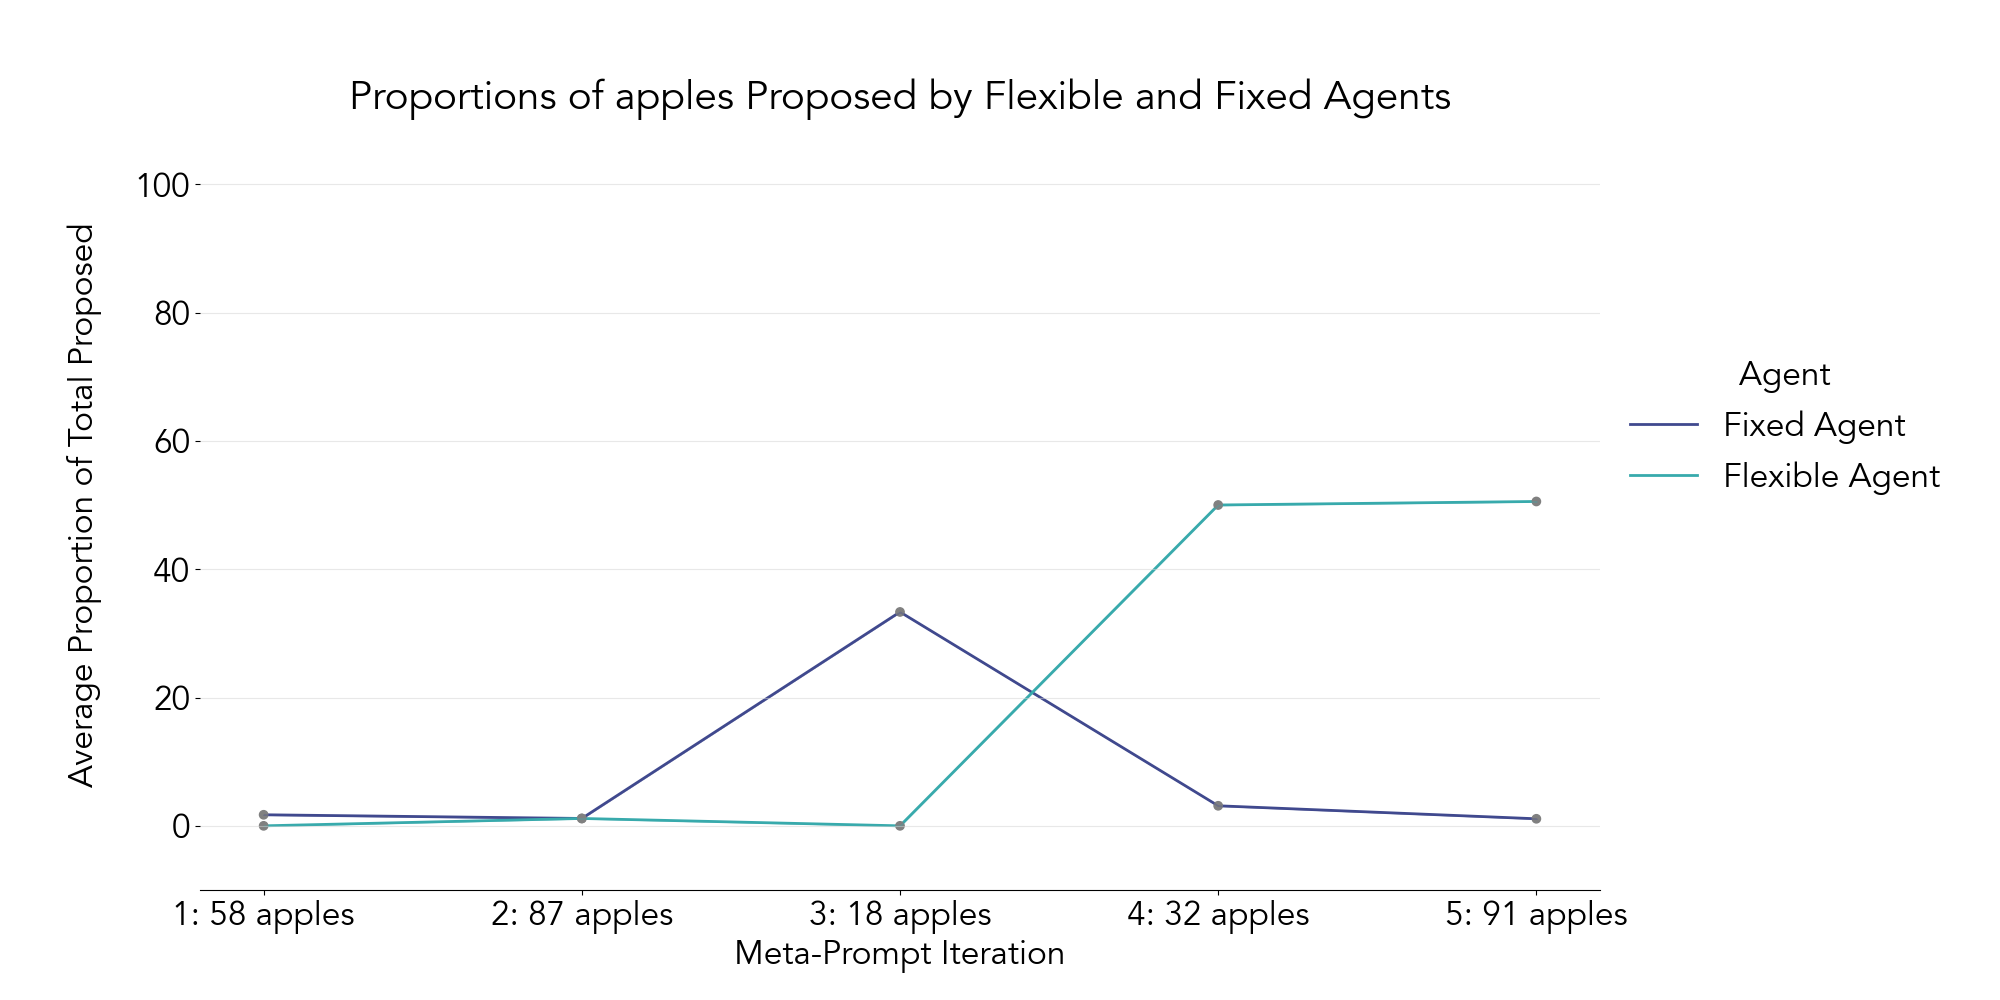 Proportions of apples Proposed by Flexible and Fixed Agents
Average Proportion of Total Proposed
100
80
60
40
20
0
1: 58 apples
2: 87 apples
3: 18 apples
4: 32 apples
5: 91 apples
Meta-Prompt Iteration
Agent
Fixed Agent
Flexible Agent